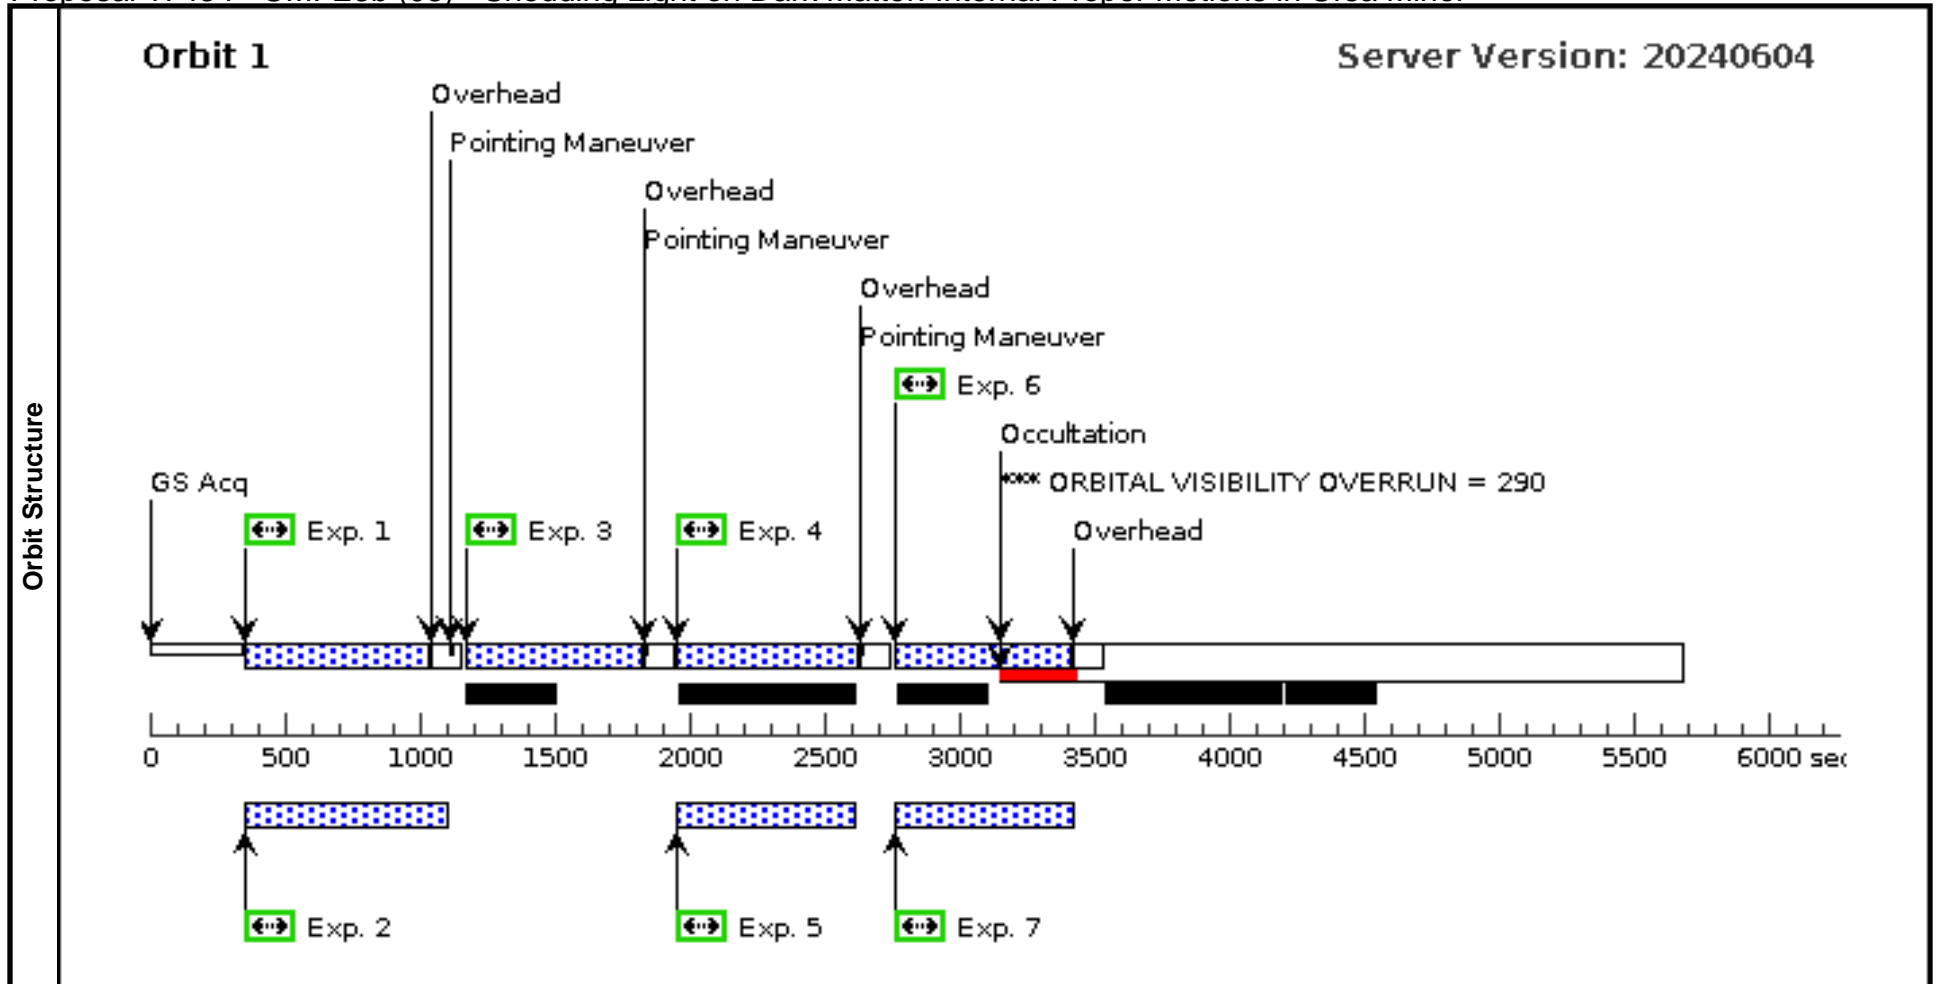 Orbit 1
Server Version: 20240604
Overhead
Pointing Maneuver
Overhead
Pointing Maneuver
Overhead
Pointing Maneuver
Exp. 6
Occultation
GS Acq
*** ORBITAL VISIBILITY OVERRUN = 290
Exp. 1
Exp. 3
Exp. 4
Overhead
Orbit Structure
0 500 1000 1500 2000 2500 3000 3500 4000 4500 5000 5500 6000 sec
Exp. 2
Exp. 5
Exp. 7